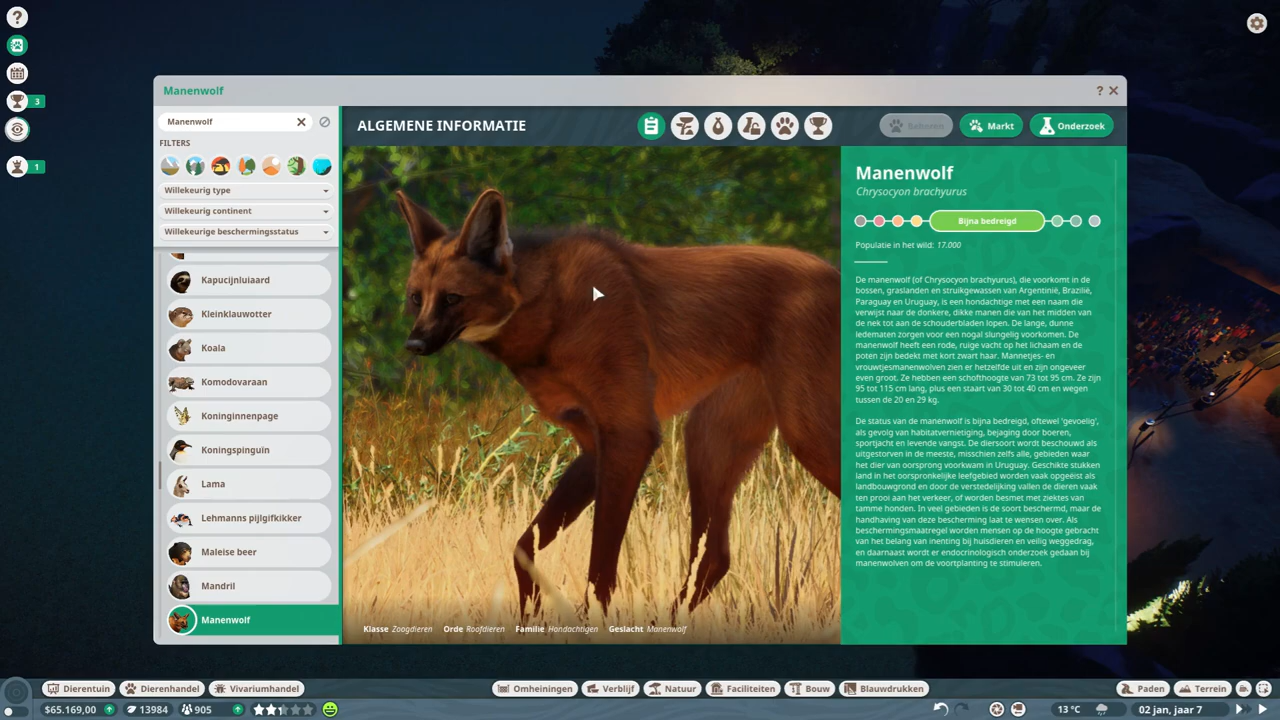 ?
3
1
Manenwolf
?
Manenwolf
FILTERS
Willekeurig type
Willekeurig continent
Willekeurige beschermingsstatus
Kapucijnluiaard
Kleinklauwotter
Koala
Komodovaraan
Koninginnenpage
Koningspinguin
Lama
Lehmanns pijlgifkikker
Maleise beer
Mandril
Manenwolf
ALGEMENE INFORMATIE
Markt
Onderzoek
Klasse Zoogdieren Orde Roofdieren Familie Hondachtigen Geslacht Manenwolf
Manenwolf
Chrysocyon brachyurus
Bijna bedreigd
Populatie in het wild: 17.000
De manenwolf (of Chrysocyon brachyurus), die voorkomt in de
bossen, graslanden en struikgewassen van Argentinië, Brazilië,
Paraguay en Uruguay, is een hondachtige met een naam die
verwijst naar de donkere, dikke manen die van het midden van
de nek tot aan de schouderbladen lopen. De lange, dunne
ledematen zorgen voor een nogal slungelig voorkomen. De
manenwolf heeft een rode, ruige vacht op het lichaam en de
poten zijn bedekt met kort zwart haar. Mannetjes- en
vrouwtjesmanenwolven zien er hetzelfde uit en zijn ongeveer
even groot. Ze hebben een schofthoogte van 73 tot 95 cm. Ze zijn
95 tot 115 cm lang, plus een staart van 30 tot 40 cm en wegen
tussen de 20 en 29 kg.
De status van de manenwolf is bijna bedreigd, oftewel 'gevoelig',
als gevolg van habitatvernietiging, bejaging door boeren,
sportjacht en levende vangst. De diersoort wordt beschouwd als
uitgestorven in de meeste, misschien zelfs alle, gebieden waar
het dier van oorsprong voorkwam in Uruguay. Geschikte stukken
land in het oorspronkelijke leefgebied worden vaak opgeëist als
landbouwgrond en door de verstedelijking vallen de dieren vaak
ten prooi aan het verkeer, of worden besmet met ziektes van
tamme honden. In veel gebieden is de soort beschermd, maar de
handhaving van deze bescherming laat te wensen over. Als
beschermingsmaatregel worden mensen op de hoogte gebracht
van het belang van inenting bij huisdieren en veilig weggedrag,
en daarnaast wordt er endocrinologisch onderzoek gedaan bij
manenwolven om de voortplanting te stimuleren.
Dierentuin Dierenhandel Vivariumhandel Omheiningen Verblijf Natuur Faciliteiten Bouw Blauwdrukken Paden Terrein
$65.169,00 13984 905 13 °C 02 jan, jaar 7